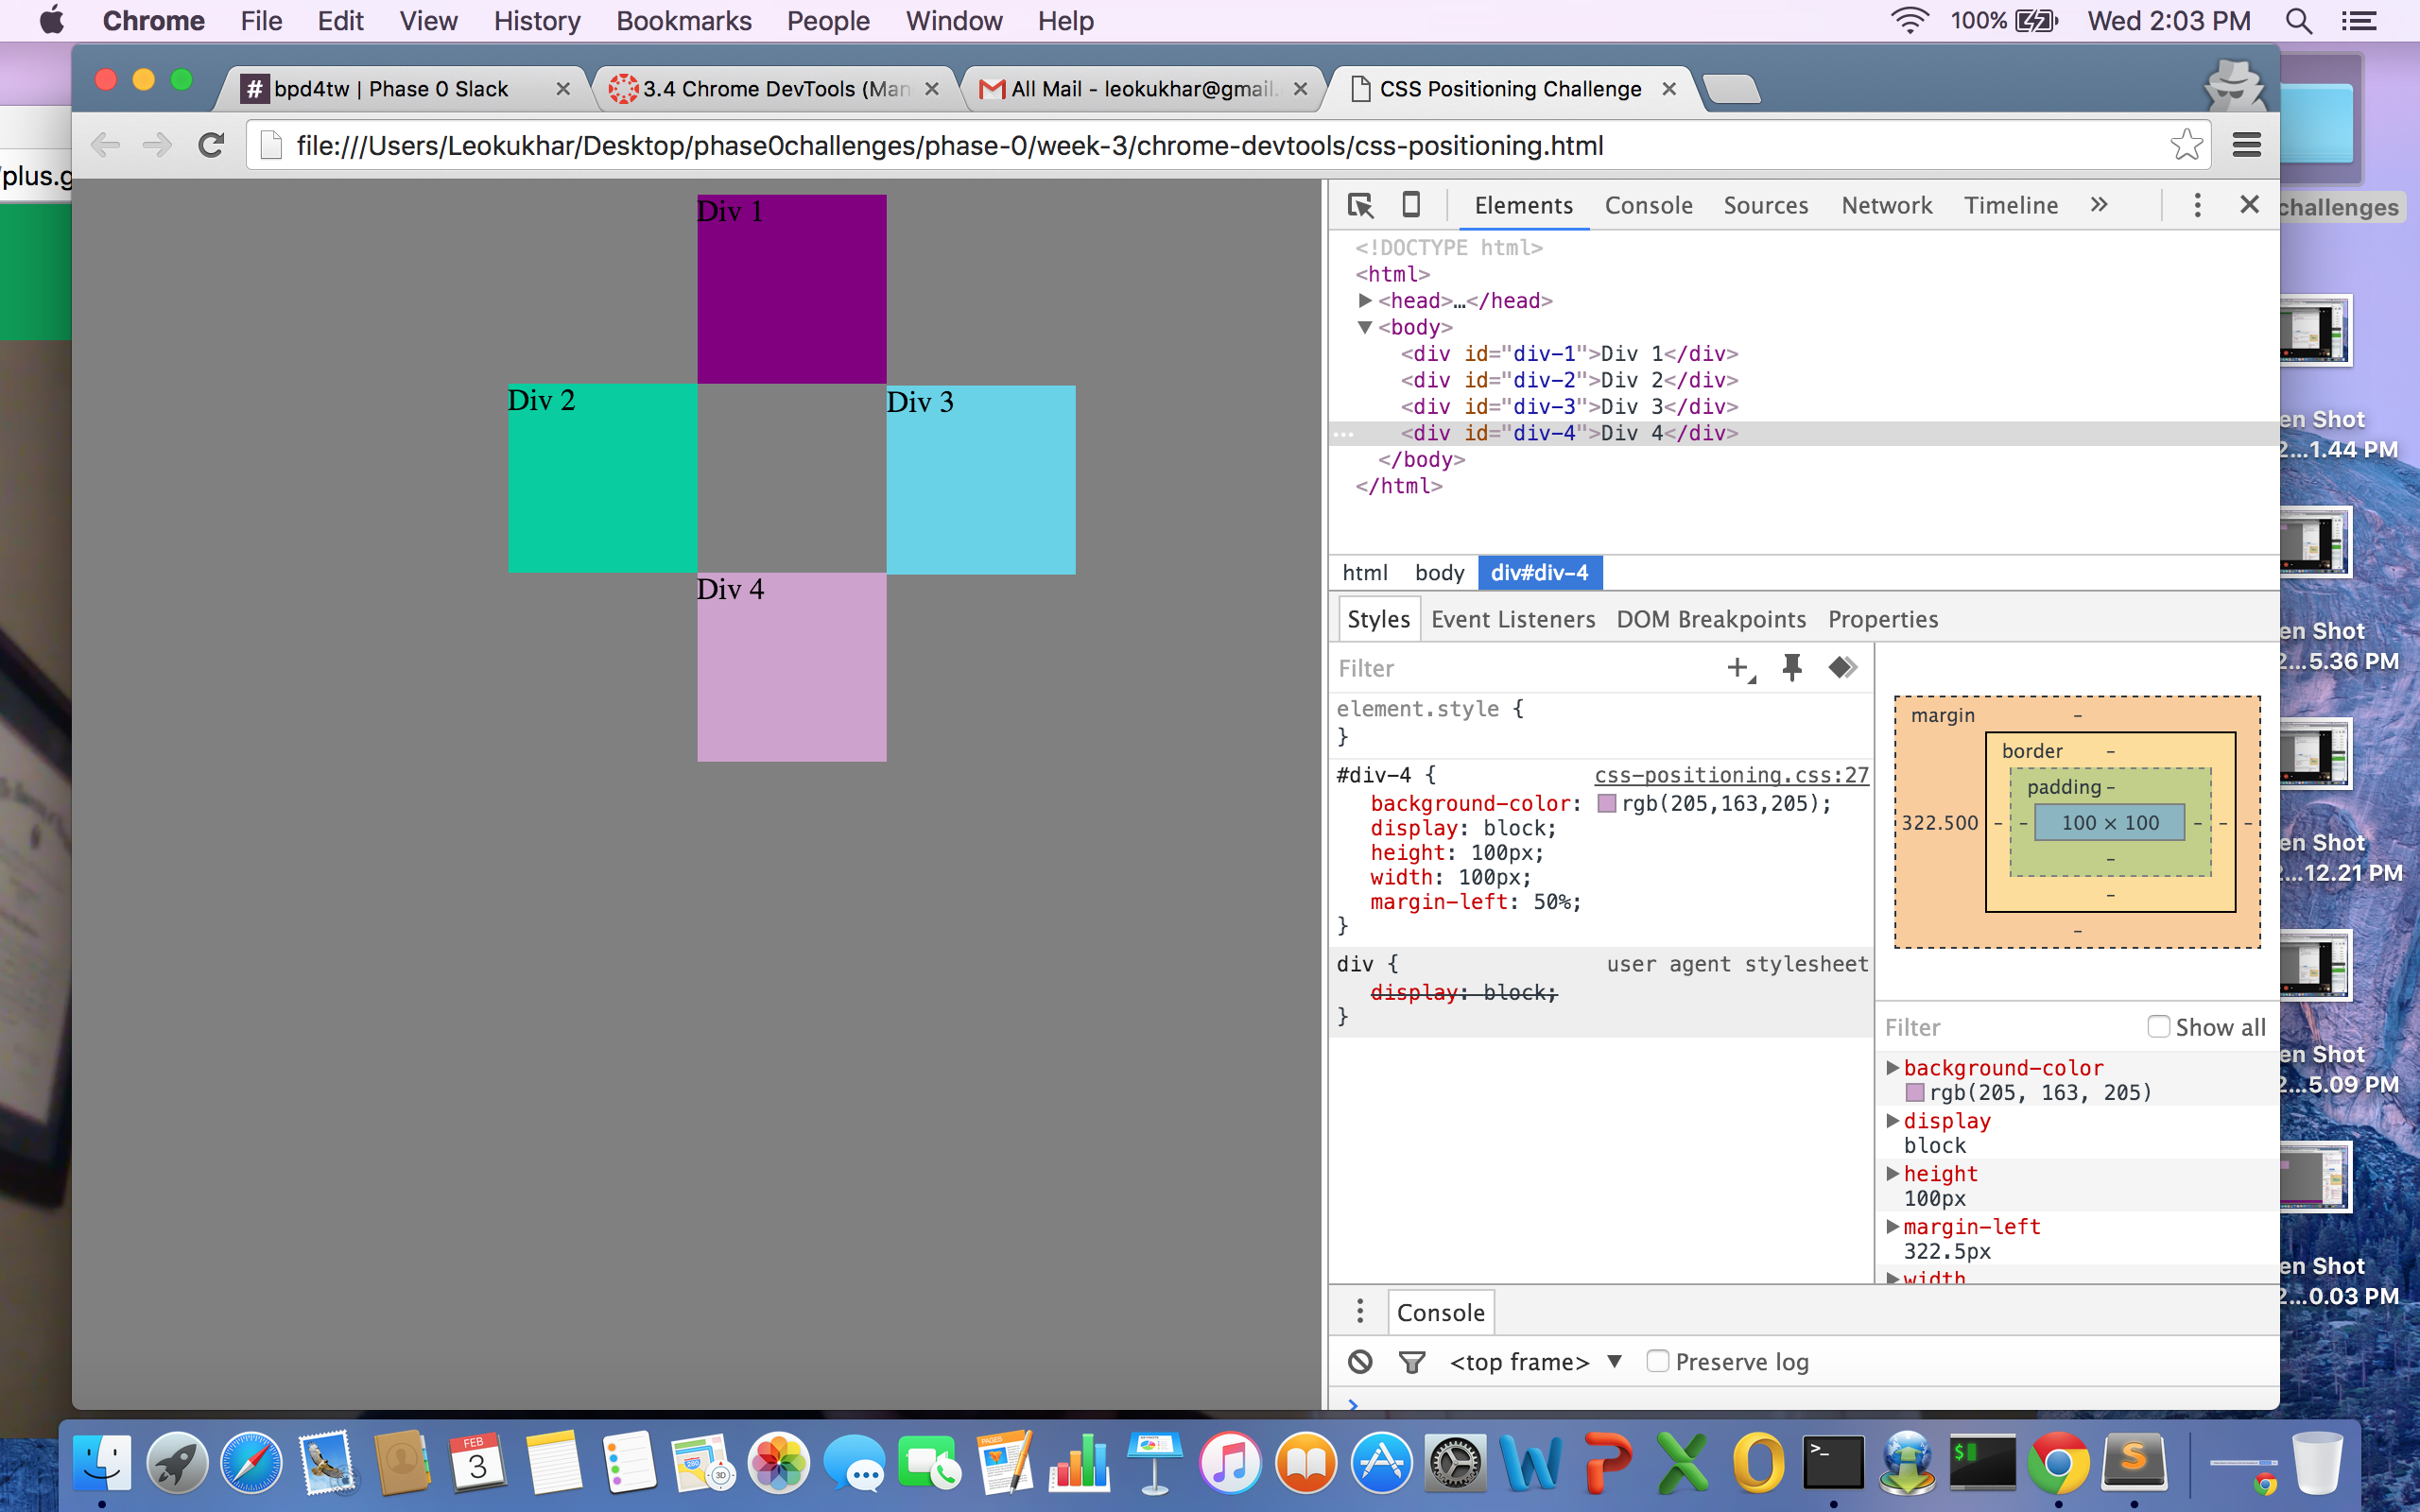 Chrome File Edit View History Bookmarks People Window Help 100% Wed 2:03 PM
# bpd4tw | Phase 0 Slack
3.4 Chrome DevTools (Man
All Mail - leokukhar@gmail.
CSS Positioning Challenge
file:///Users/Leokukhar/Desktop/phase0challenges/phase-0/week-3/chrome-devtools/css-positioning.html
/plus.g
challenges
Div 1
Div 2
Div 3
Div 4
Elements Console Sources Network Timeline »
<!DOCTYPE html>
<html>
<head>…</head>
<body>
<div id="div-1">Div 1</div>
<div id="div-2">Div 2</div>
<div id="div-3">Div 3</div>
<div id="div-4">Div 4</div>
</body>
</html>
html body div#div-4
Styles Event Listeners DOM Breakpoints Properties
Filter
element.style {
}
#div-4 { css-positioning.css:27
background-color: rgb(205,163,205);
display: block;
height: 100px;
width: 100px;
margin-left: 50%;
}
div { user agent stylesheet
display: block;
}
margin -
border -
padding -
322.500 - - 100 × 100 - - -
-
-
-
Filter Show all
background-color
rgb(205, 163, 205)
display
block
height
100px
margin-left
322.5px
width
Console
<top frame> ▼ Preserve log
>
en Shot
2...1.44 PM
en Shot
2...5.36 PM
en Shot
...12.21 PM
en Shot
2...5.09 PM
en Shot
2...0.03 PM
FEB
3
PAGES
280
3D
>_
$
S